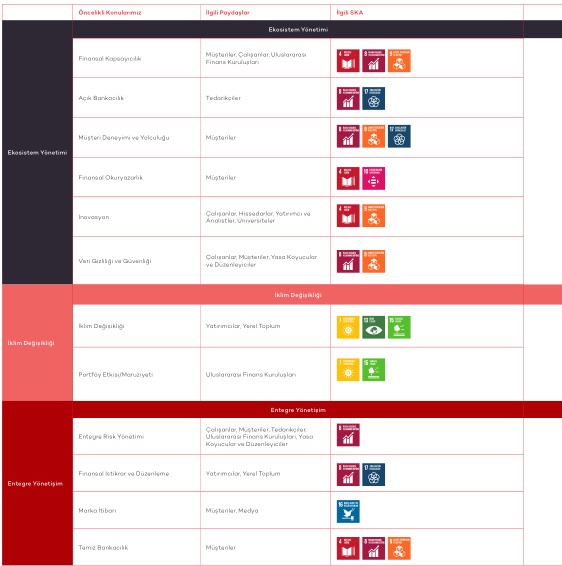 Öncelikli Konularımız
İlgili Paydaşlar
İlgili SKA
Ekosistem Yönetimi
Ekosistem Yönetimi
Finansal Kapsayıcılık
Müşteriler, Çalışanlar, Uluslararası
Finans Kuruluşları
4
8
9
Açık Bankacılık
Tedarikçiler
8
17
Müşteri Deneyimi ve Yolculuğu
Müşteriler
8
9
17
Finansal Okuryazarlık
Müşteriler
4
10
İnovasyon
Çalışanlar, Hissedarlar, Yatırımcı ve
Analistler, Üniversiteler
4
9
Veri Gizliliği ve Güvenliği
Çalışanlar, Müşteriler, Yasa Koyucular
ve Düzenleyiciler
8
9
İklim Değişikliği
İklim Değişikliği
İklim Değişikliği
Yatırımcılar, Yerel Toplum
7
13
15
Portföy Etkisi/Maruziyeti
Uluslararası Finans Kuruluşları
7
15
Entegre Yönetişim
Entegre Yönetişim
Entegre Risk Yönetimi
Çalışanlar, Müşteriler, Tedarikçiler,
Uluslararası Finans Kuruluşları, Yasa
Koyucular ve Düzenleyiciler
8
Finansal İstikrar ve Düzenleme
Yatırımcılar, Yerel Toplum
8
17
Marka İtibarı
Müşteriler, Medya
16
Temiz Bankacılık
Müşteriler
4
8
9